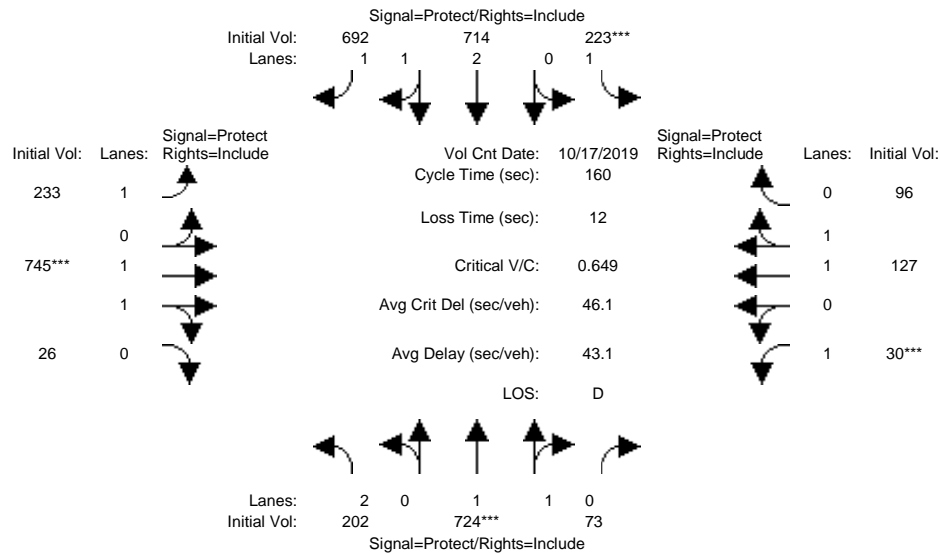 Signal=Protect/Rights=Include
Initial Vol: 692 714 223***
Lanes: 1 1 2 0 1
Signal=Protect Signal=Protect
Initial Vol: Lanes: Rights=Include Vol Cnt Date: 10/17/2019 Rights=Include Lanes: Initial Vol:
Cycle Time (sec): 160
233 1 0 96
Loss Time (sec): 12
0 1
745*** 1 Critical V/C: 0.649 1 127
1 Avg Crit Del (sec/veh): 46.1 0
26 0 Avg Delay (sec/veh): 43.1 1 30***
LOS: D
Lanes: 2 0 1 1 0
Initial Vol: 202 724*** 73
Signal=Protect/Rights=Include